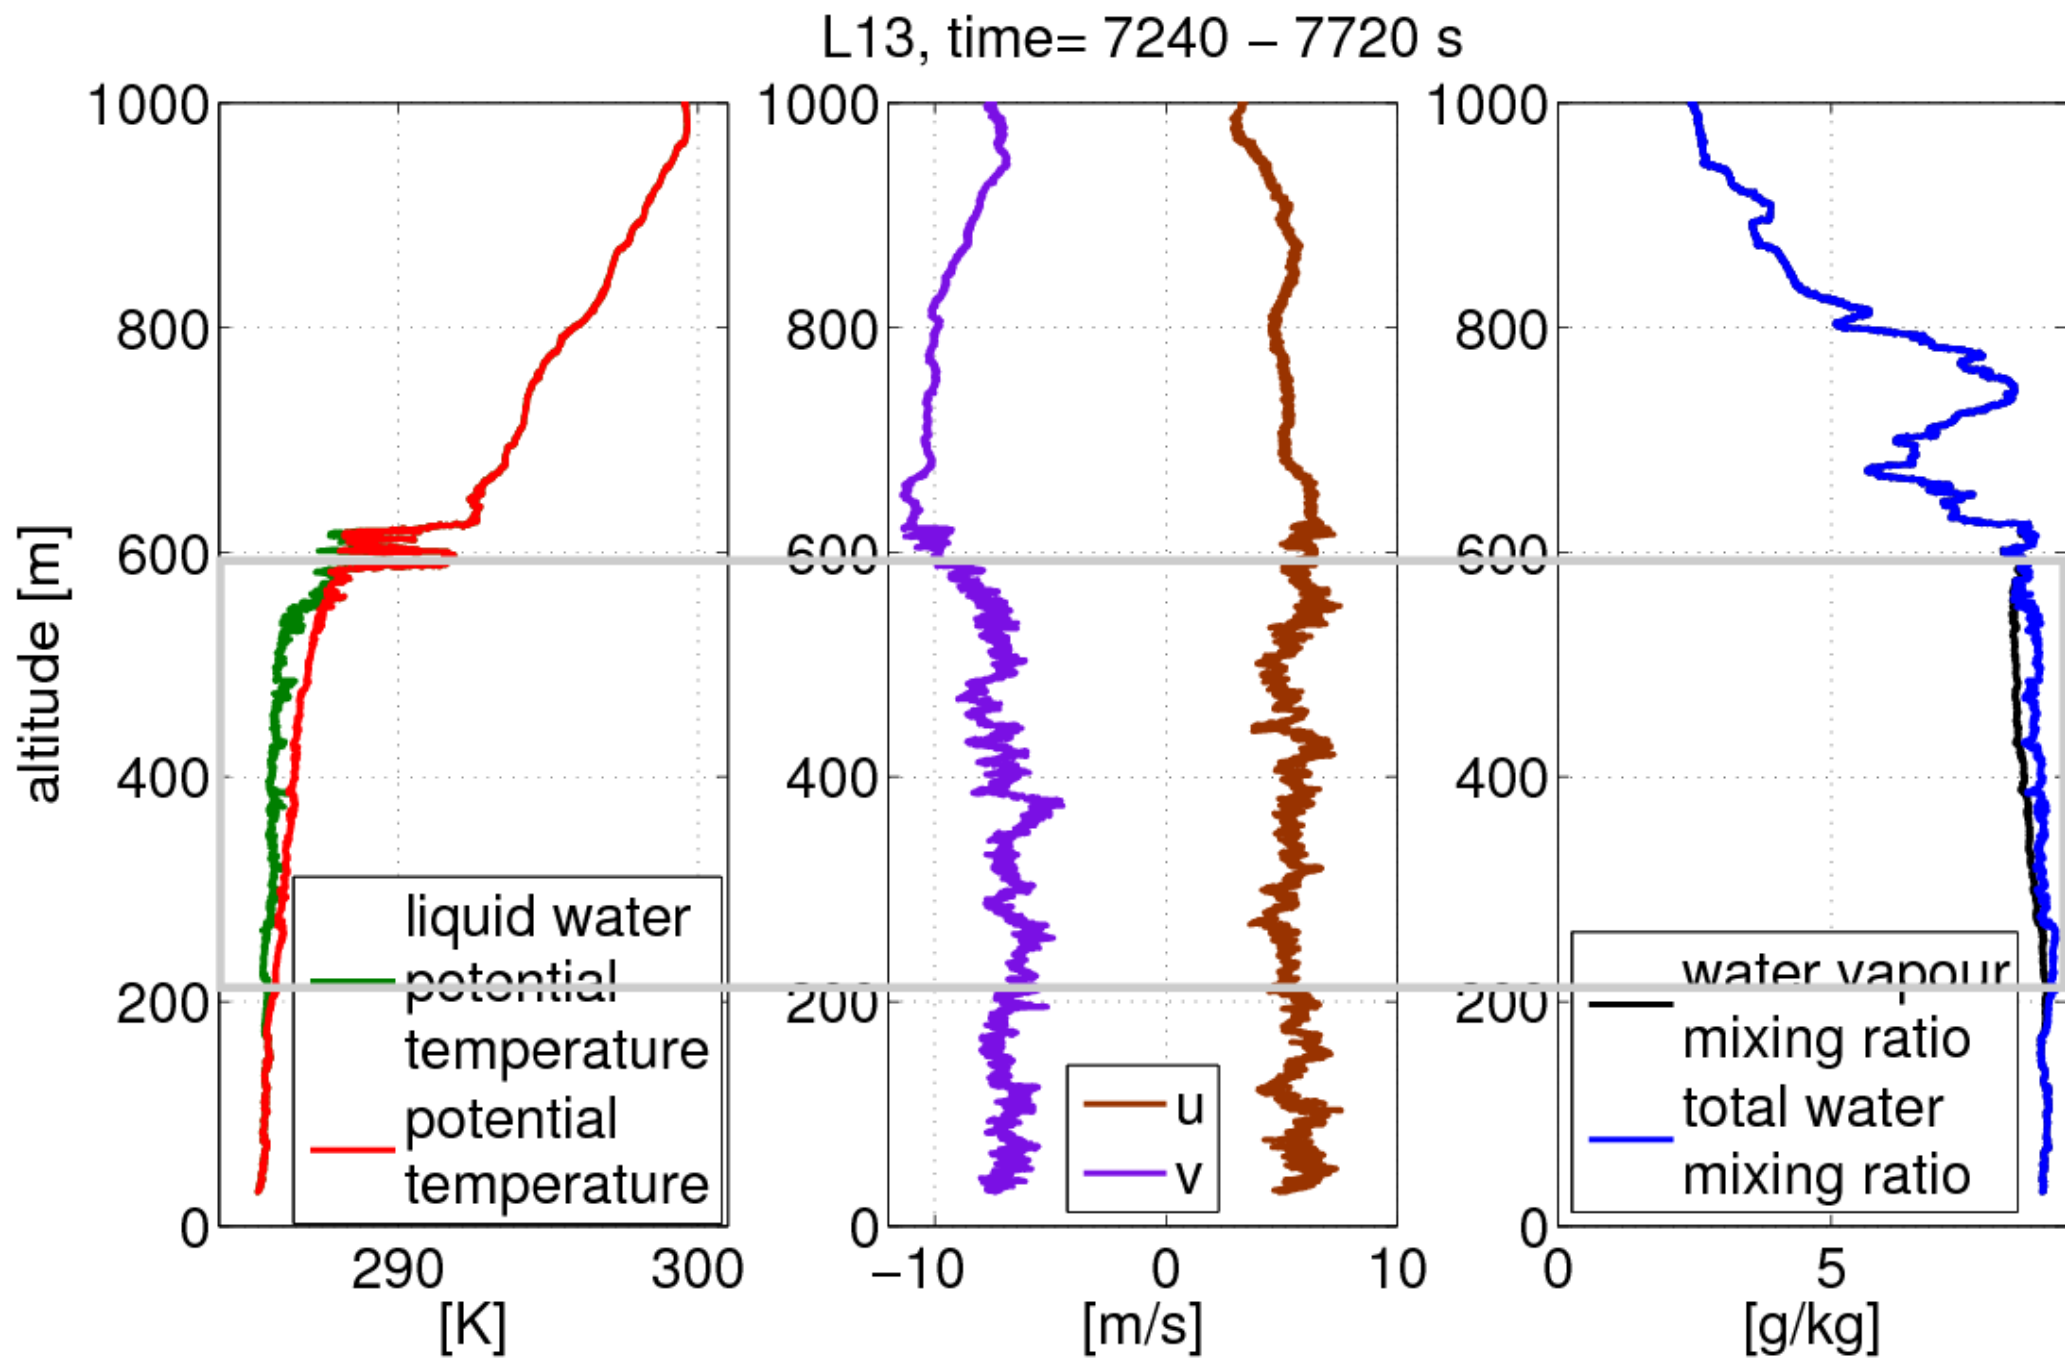 L13, time= 7240 – 7720 s
altitude [m]
1000
800
600
400
200
0
290
300
[K]
liquid water
potential
temperature
potential
temperature
1000
800
600
400
200
0
−10
0
10
[m/s]
u
v
1000
800
600
400
200
0
0
5
[g/kg]
water vapour
mixing ratio
total water
mixing ratio